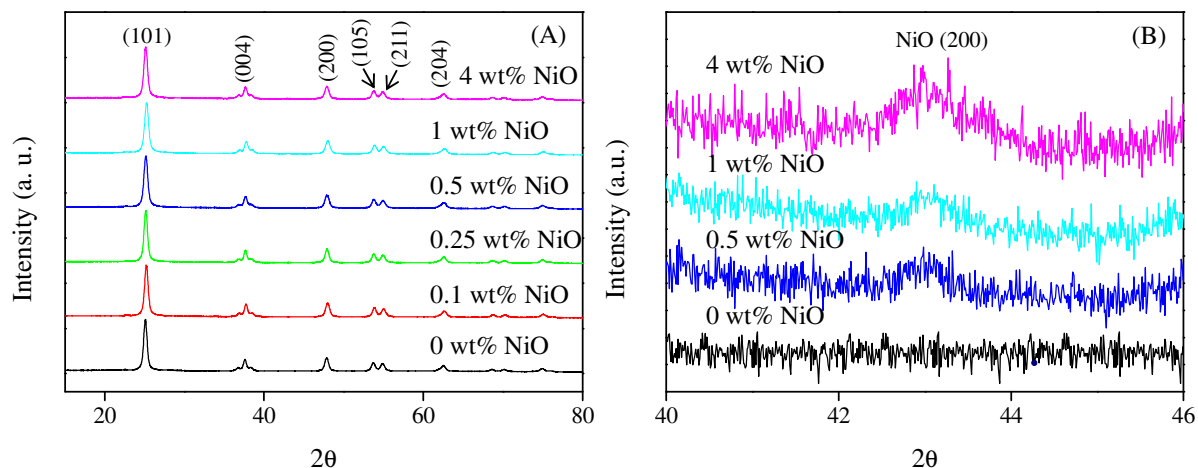 (101)
(004)
(200)
(105)
(211)
(204)
(A)
4 wt% NiO
1 wt% NiO
0.5 wt% NiO
0.25 wt% NiO
0.1 wt% NiO
0 wt% NiO
Intensity (a. u.)
20 40 60 80
2θ
NiO (200)
(B)
4 wt% NiO
1 wt% NiO
0.5 wt% NiO
0 wt% NiO
Intensity (a.u.)
40 42 44 46
2θ